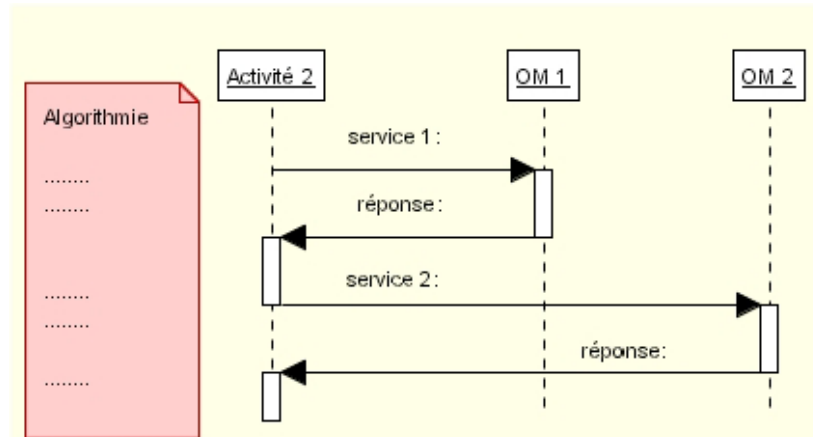 Activité 2
OM 1
OM 2
Algorithmie
service 1 :
........
........
réponse:
service 2 :
........
........
réponse:
........